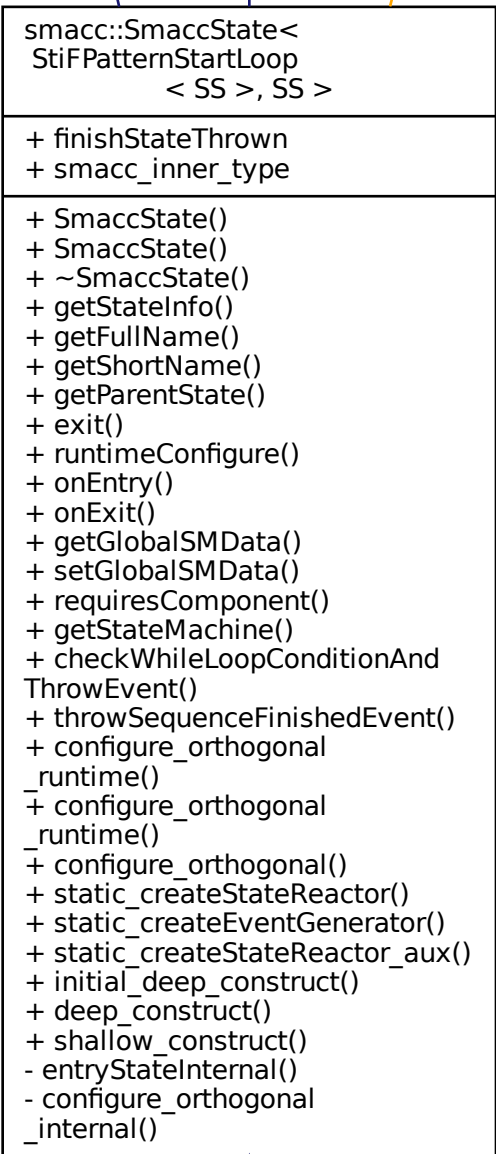 smacc::SmaccState<
StiFPatternStartLoop
< SS >, SS >
+ finishStateThrown
+ smacc_inner_type
+ SmaccState()
+ SmaccState()
+ ~SmaccState()
+ getStateInfo()
+ getFullName()
+ getShortName()
+ getParentState()
+ exit()
+ runtimeConfigure()
+ onEntry()
+ onExit()
+ getGlobalSMData()
+ setGlobalSMData()
+ requiresComponent()
+ getStateMachine()
+ checkWhileLoopConditionAnd
ThrowEvent()
+ throwSequenceFinishedEvent()
+ configure_orthogonal
_runtime()
+ configure_orthogonal
_runtime()
+ configure_orthogonal()
+ static_createStateReactor()
+ static_createEventGenerator()
+ static_createStateReactor_aux()
+ initial_deep_construct()
+ deep_construct()
+ shallow_construct()
- entryStateInternal()
- configure_orthogonal
_internal()